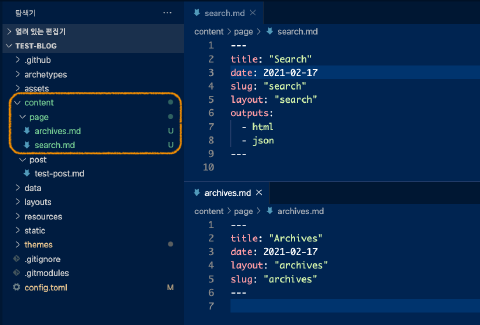 탐색기 ...
열려 있는 편집기
TEST-BLOG
.github
archetypes
assets
content
page
archives.md U
search.md U
post
test-post.md
data
layouts
resources
static
themes
.gitignore
.gitmodules
config.toml M
search.md ×
content > page > search.md
1 ---
2 title: "Search"
3 date: 2021-02-17
4 slug: "search"
5 layout: "search"
6 outputs:
7 - html
8 - json
9 ---
10
archives.md ×
content > page > archives.md
1 ---
2 title: "Archives"
3 date: 2021-02-17
4 layout: "archives"
5 slug: "archives"
6 ---
7